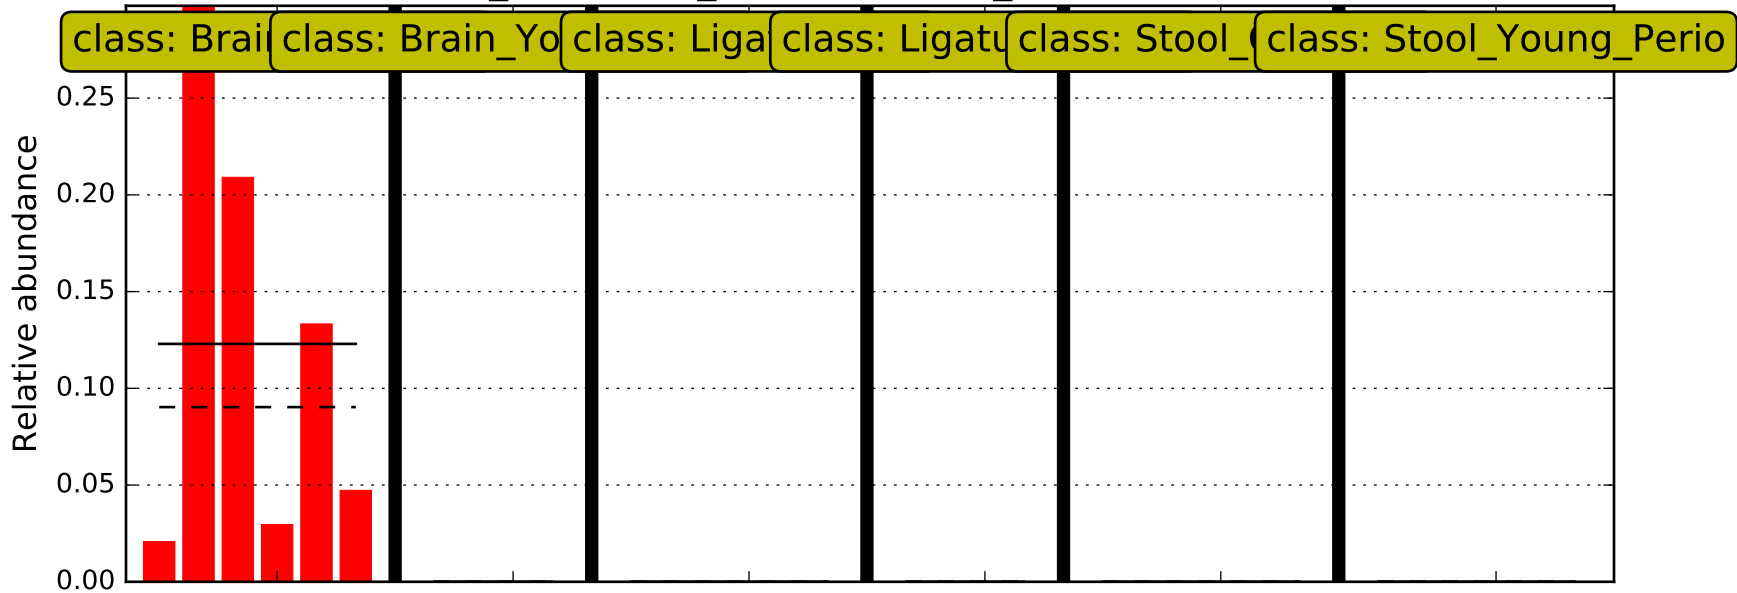 class: Brain
class: Brain_Yo
class: Liga
class: Ligatu
class: Stool_
class: Stool_Young_Perio
0.25
0.20
0.15
0.10
0.05
0.00
Relative abundance